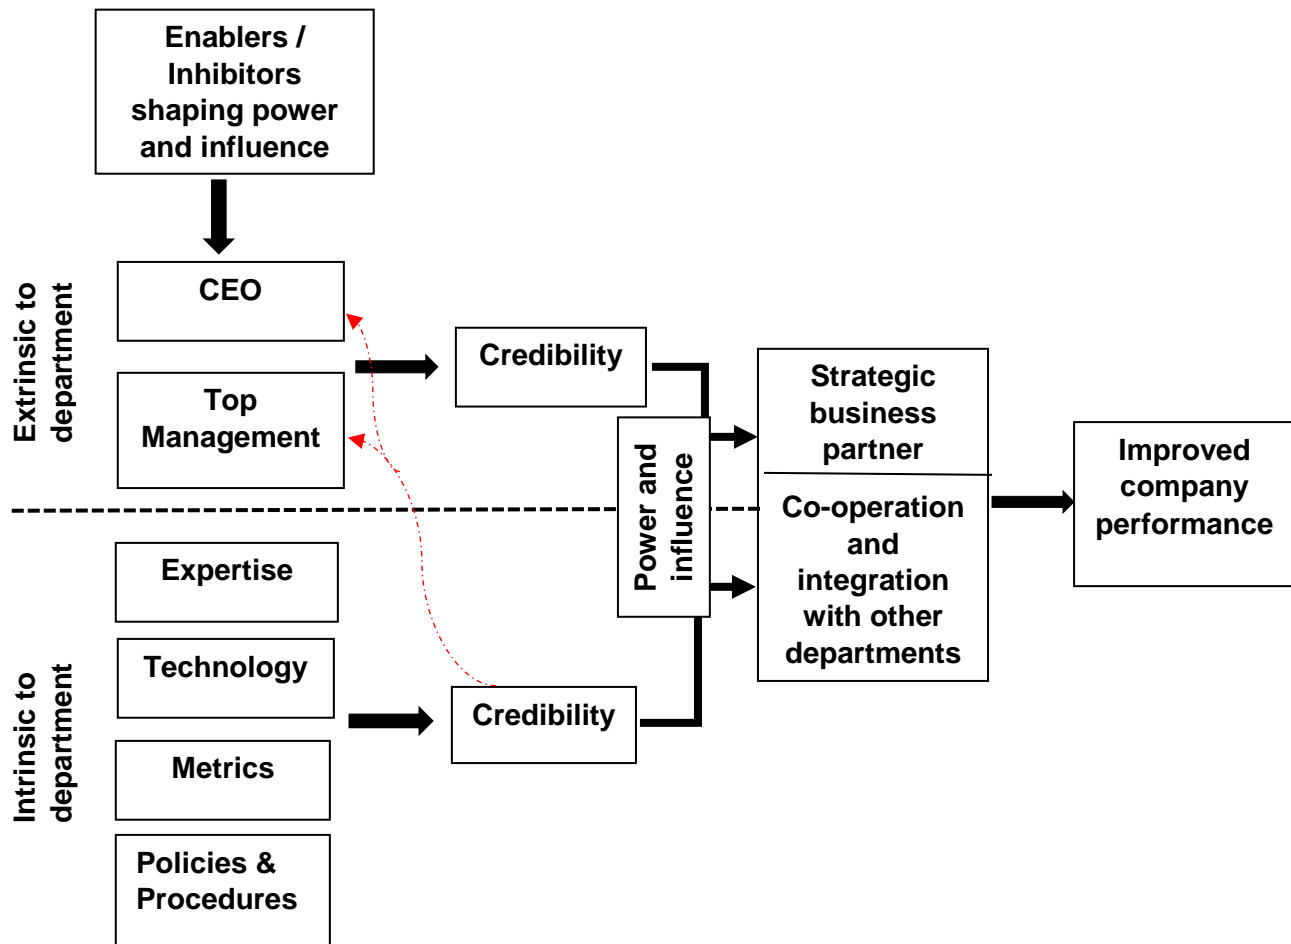 Enablers /
Inhibitors
shaping power
and influence
Extrinsic to
department
CEO
Top
Management
Credibility
Power and
influence
Strategic
business
partner
Co-operation
and
integration
with other
departments
Improved
company
performance
Intrinsic to
department
Expertise
Technology
Metrics
Policies &
Procedures
Credibility